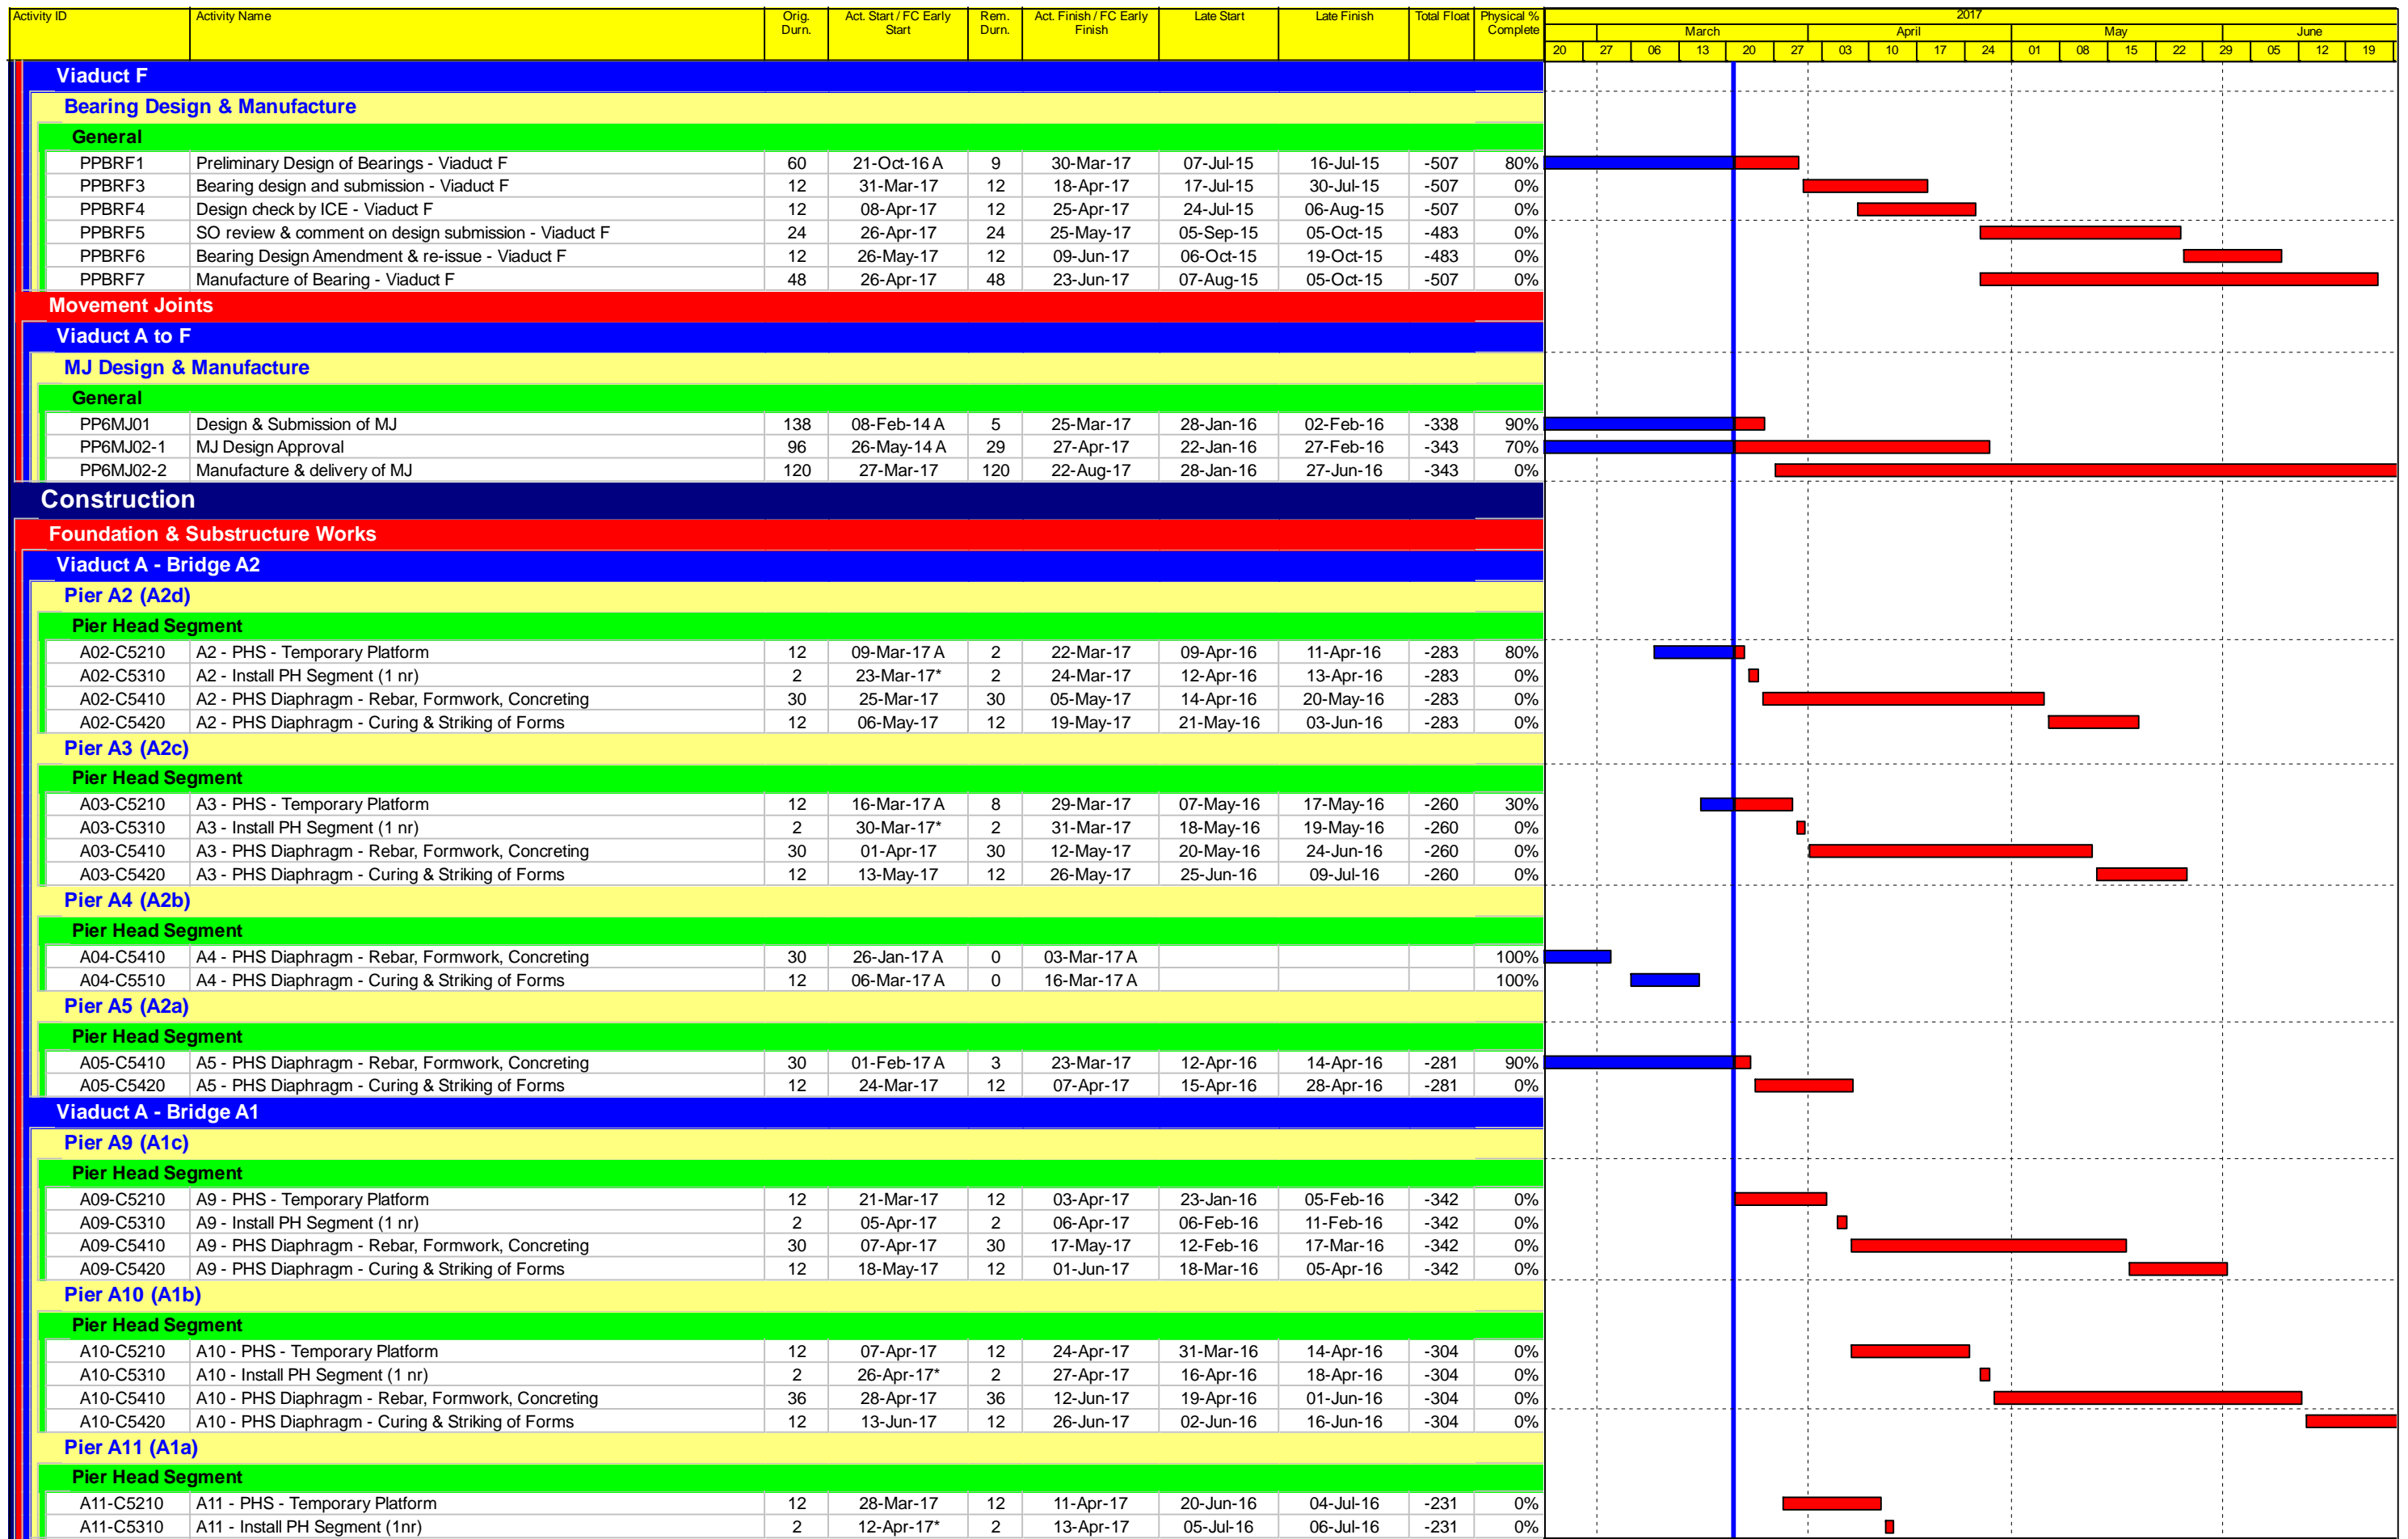 Activity ID Activity Name Orig. Durn. Act. Start / FC Early Start Rem. Durn. Act. Finish / FC Early Finish Late Start Late Finish Total Float Physical % Complete
2017
March April May June
20 27 06 13 20 27 03 10 17 24 01 08 15 22 29 05 12 19
Viaduct F
Bearing Design & Manufacture
General
PPBRF1 Preliminary Design of Bearings - Viaduct F 60 21-Oct-16 A 9 30-Mar-17 07-Jul-15 16-Jul-15 -507 80%
PPBRF3 Bearing design and submission - Viaduct F 12 31-Mar-17 12 18-Apr-17 17-Jul-15 30-Jul-15 -507 0%
PPBRF4 Design check by ICE - Viaduct F 12 08-Apr-17 12 25-Apr-17 24-Jul-15 06-Aug-15 -507 0%
PPBRF5 SO review & comment on design submission - Viaduct F 24 26-Apr-17 24 25-May-17 05-Sep-15 05-Oct-15 -483 0%
PPBRF6 Bearing Design Amendment & re-issue - Viaduct F 12 26-May-17 12 09-Jun-17 06-Oct-15 19-Oct-15 -483 0%
PPBRF7 Manufacture of Bearing - Viaduct F 48 26-Apr-17 48 23-Jun-17 07-Aug-15 05-Oct-15 -507 0%
Movement Joints
Viaduct A to F
MJ Design & Manufacture
General
PP6MJ01 Design & Submission of MJ 138 08-Feb-14 A 5 25-Mar-17 28-Jan-16 02-Feb-16 -338 90%
PP6MJ02-1 MJ Design Approval 96 26-May-14 A 29 27-Apr-17 22-Jan-16 27-Feb-16 -343 70%
PP6MJ02-2 Manufacture & delivery of MJ 120 27-Mar-17 120 22-Aug-17 28-Jan-16 27-Jun-16 -343 0%
Construction
Foundation & Substructure Works
Viaduct A - Bridge A2
Pier A2 (A2d)
Pier Head Segment
A02-C5210 A2 - PHS - Temporary Platform 12 09-Mar-17 A 2 22-Mar-17 09-Apr-16 11-Apr-16 -283 80%
A02-C5310 A2 - Install PH Segment (1 nr) 2 23-Mar-17* 2 24-Mar-17 12-Apr-16 13-Apr-16 -283 0%
A02-C5410 A2 - PHS Diaphragm - Rebar, Formwork, Concreting 30 25-Mar-17 30 05-May-17 14-Apr-16 20-May-16 -283 0%
A02-C5420 A2 - PHS Diaphragm - Curing & Striking of Forms 12 06-May-17 12 19-May-17 21-May-16 03-Jun-16 -283 0%
Pier A3 (A2c)
Pier Head Segment
A03-C5210 A3 - PHS - Temporary Platform 12 16-Mar-17 A 8 29-Mar-17 07-May-16 17-May-16 -260 30%
A03-C5310 A3 - Install PH Segment (1 nr) 2 30-Mar-17* 2 31-Mar-17 18-May-16 19-May-16 -260 0%
A03-C5410 A3 - PHS Diaphragm - Rebar, Formwork, Concreting 30 01-Apr-17 30 12-May-17 20-May-16 24-Jun-16 -260 0%
A03-C5420 A3 - PHS Diaphragm - Curing & Striking of Forms 12 13-May-17 12 26-May-17 25-Jun-16 09-Jul-16 -260 0%
Pier A4 (A2b)
Pier Head Segment
A04-C5410 A4 - PHS Diaphragm - Rebar, Formwork, Concreting 30 26-Jan-17 A 0 03-Mar-17 A 100%
A04-C5510 A4 - PHS Diaphragm - Curing & Striking of Forms 12 06-Mar-17 A 0 16-Mar-17 A 100%
Pier A5 (A2a)
Pier Head Segment
A05-C5410 A5 - PHS Diaphragm - Rebar, Formwork, Concreting 30 01-Feb-17 A 3 23-Mar-17 12-Apr-16 14-Apr-16 -281 90%
A05-C5420 A5 - PHS Diaphragm - Curing & Striking of Forms 12 24-Mar-17 12 07-Apr-17 15-Apr-16 28-Apr-16 -281 0%
Viaduct A - Bridge A1
Pier A9 (A1c)
Pier Head Segment
A09-C5210 A9 - PHS - Temporary Platform 12 21-Mar-17 12 03-Apr-17 23-Jan-16 05-Feb-16 -342 0%
A09-C5310 A9 - Install PH Segment (1 nr) 2 05-Apr-17 2 06-Apr-17 06-Feb-16 11-Feb-16 -342 0%
A09-C5410 A9 - PHS Diaphragm - Rebar, Formwork, Concreting 30 07-Apr-17 30 17-May-17 12-Feb-16 17-Mar-16 -342 0%
A09-C5420 A9 - PHS Diaphragm - Curing & Striking of Forms 12 18-May-17 12 01-Jun-17 18-Mar-16 05-Apr-16 -342 0%
Pier A10 (A1b)
Pier Head Segment
A10-C5210 A10 - PHS - Temporary Platform 12 07-Apr-17 12 24-Apr-17 31-Mar-16 14-Apr-16 -304 0%
A10-C5310 A10 - Install PH Segment (1 nr) 2 26-Apr-17* 2 27-Apr-17 16-Apr-16 18-Apr-16 -304 0%
A10-C5410 A10 - PHS Diaphragm - Rebar, Formwork, Concreting 36 28-Apr-17 36 12-Jun-17 19-Apr-16 01-Jun-16 -304 0%
A10-C5420 A10 - PHS Diaphragm - Curing & Striking of Forms 12 13-Jun-17 12 26-Jun-17 02-Jun-16 16-Jun-16 -304 0%
Pier A11 (A1a)
Pier Head Segment
A11-C5210 A11 - PHS - Temporary Platform 12 28-Mar-17 12 11-Apr-17 20-Jun-16 04-Jul-16 -231 0%
A11-C5310 A11 - Install PH Segment (1nr) 2 12-Apr-17* 2 13-Apr-17 05-Jul-16 06-Jul-16 -231 0%